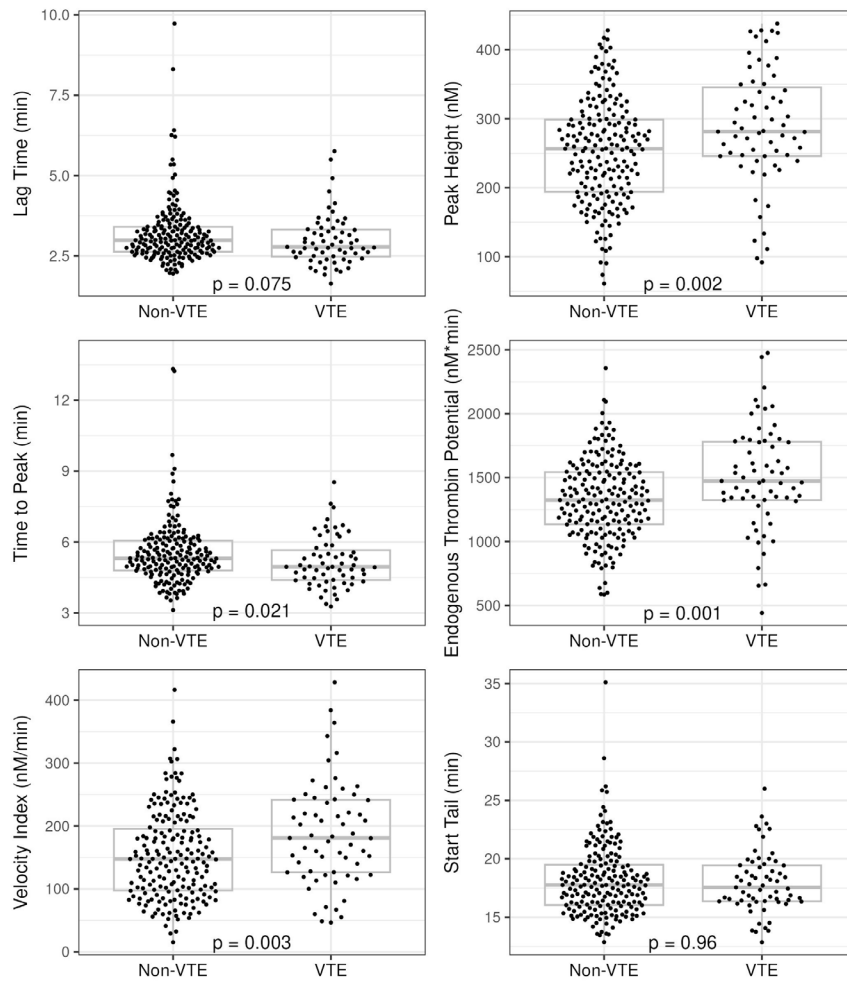 Lag Time (min)
10.0
7.5
5.0
2.5
p = 0.075
Non-VTE VTE
Peak Height (nM)
400
300
200
100
p = 0.002
Non-VTE VTE
Time to Peak (min)
12
9
6
3
p = 0.021
Non-VTE VTE
Endogenous Thrombin Potential (nM*min)
2500
2000
1500
1000
500
p = 0.001
Non-VTE VTE
Velocity Index (nM/min)
400
300
200
100
0
p = 0.003
Non-VTE VTE
Start Tail (min)
35
30
25
20
15
p = 0.96
Non-VTE VTE